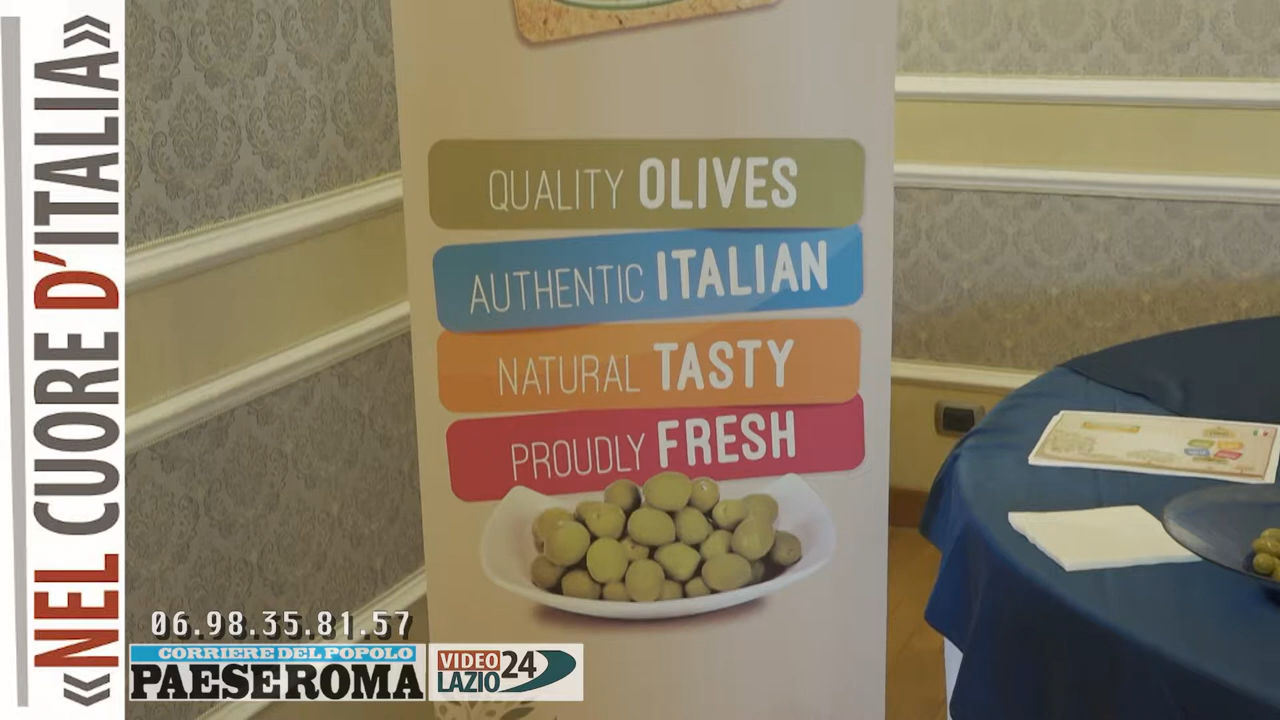 «NEL CUORE D'ITALIA»
QUALITY OLIVES
AUTHENTIC ITALIAN
NATURAL TASTY
PROUDLY FRESH
06.98.35.81.57
CORRIERE DEL POPOLO
PAESEROMA
VIDEO
LAZIO 24